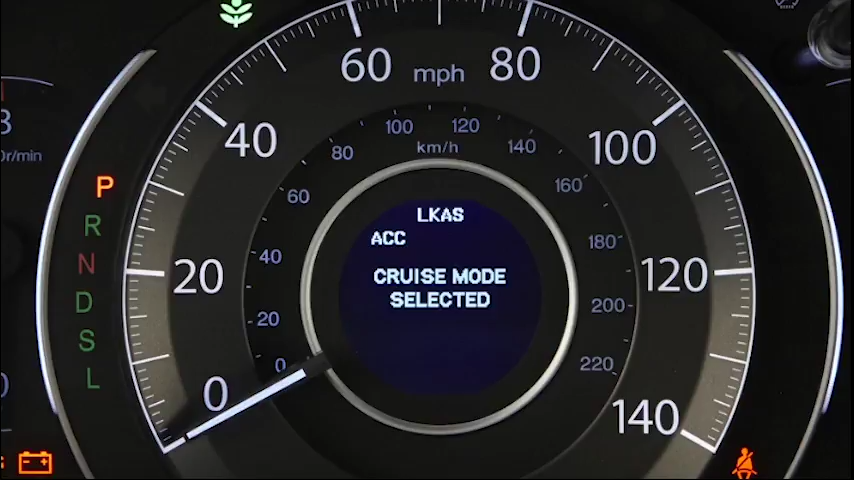 60 mph 80
40
100
100 120
80 km/h 140
60
160
P
R
N
D
S
L
LKAS
ACC
CRUISE MODE
SELECTED
40
180
20
120
20
200
0
220
0
140
r/min